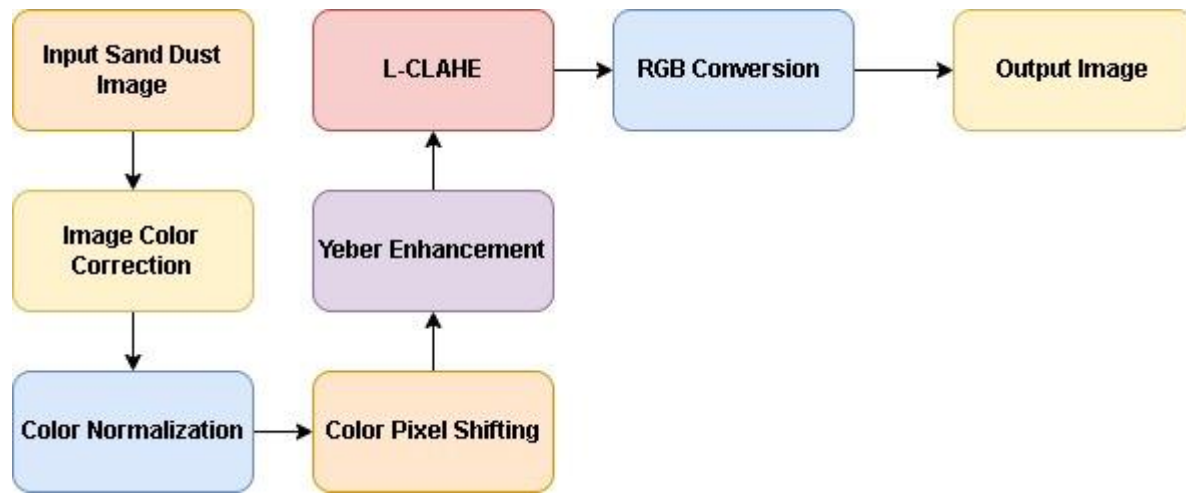 Input Sand Dust
Image
L-CLAHE
RGB Conversion
Output Image
Image Color
Correction
Yeber Enhancement
Color Normalization
Color Pixel Shifting